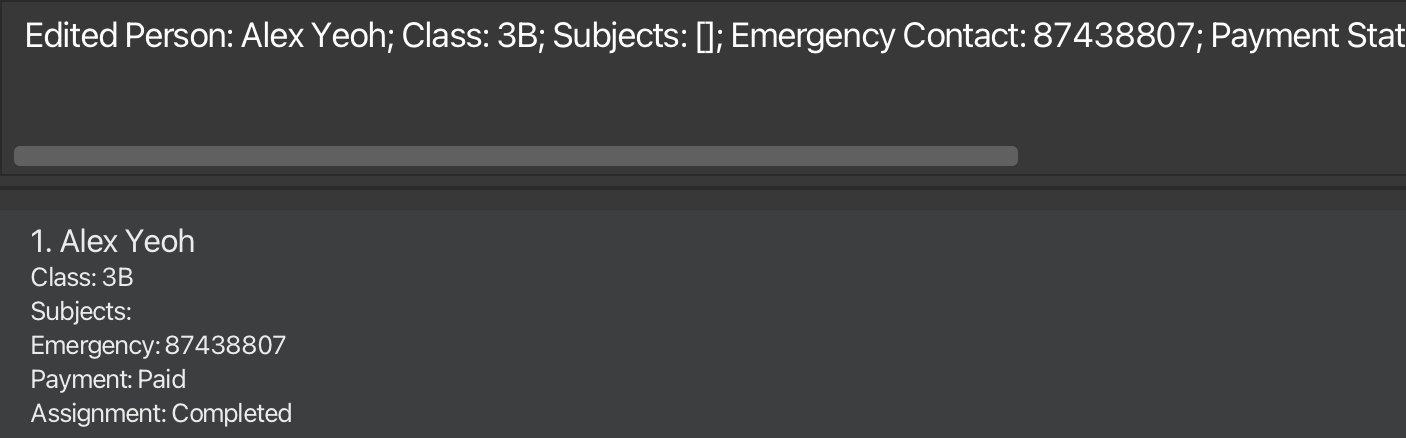 Edited Person: Alex Yeoh; Class: 3B; Subjects: []; Emergency Contact: 87438807; Payment Stat
1. Alex Yeoh
Class: 3B
Subjects:
Emergency: 87438807
Payment: Paid
Assignment: Completed